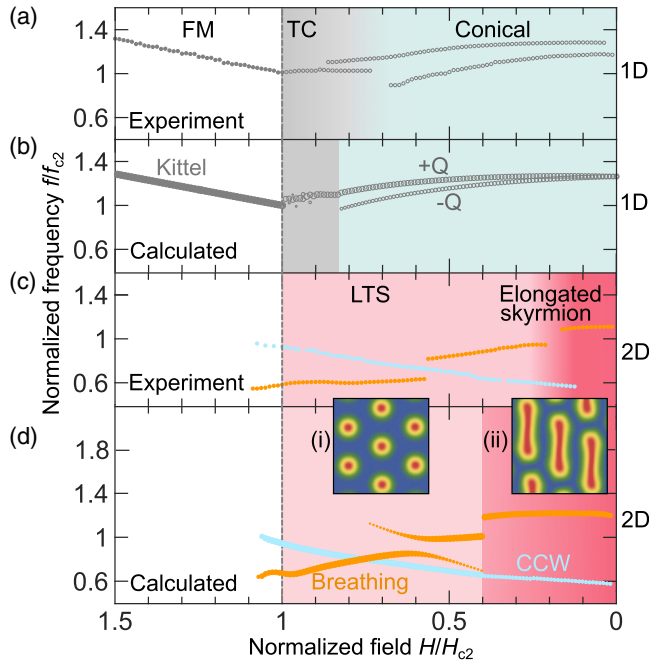 (a)
1.4
1
0.6
FM
TC
Conical
Experiment
1D
(b)
1.4
1
0.6
Kittel
+Q
-Q
Calculated
1D
Normalized frequency f/fc2
(c)
1.4
1
0.6
LTS
Elongated
skyrmion
Experiment
2D
(d)
1.8
1.4
1
0.6
(i)
(ii)
2D
CCW
Breathing
Calculated
1.5
1
0.5
0
Normalized field H/Hc2